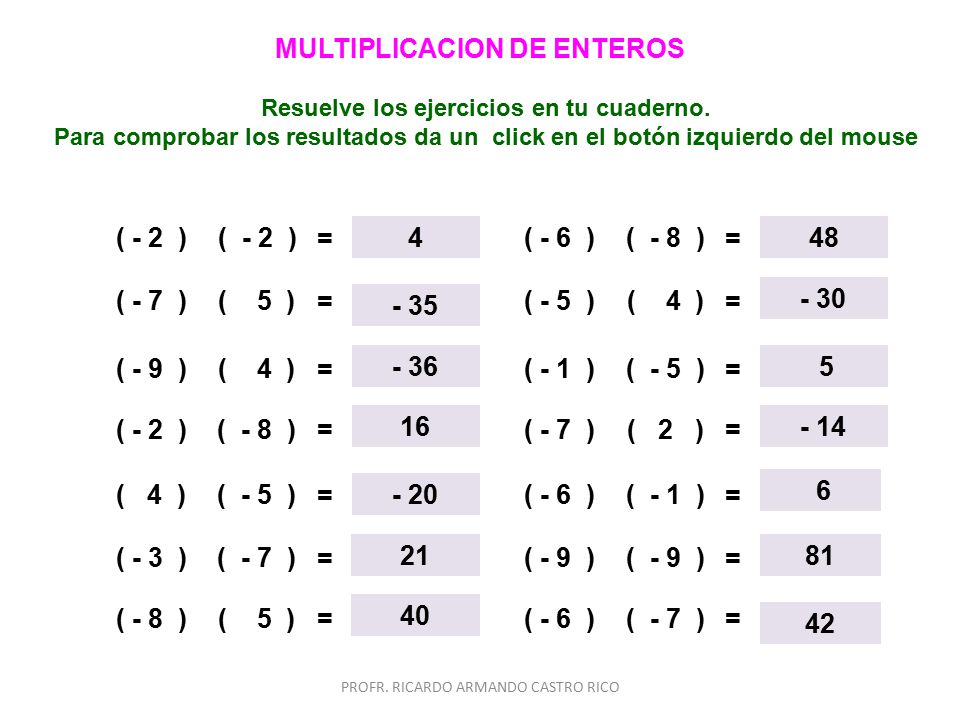 MULTIPLICACION DE ENTEROS
Resuelve los ejercicios en tu cuaderno.
Para comprobar los resultados da un click en el botón izquierdo del mouse
( - 2 ) ( - 2 ) = 4 ( - 6 ) ( - 8 ) = 48
( - 7 ) ( 5 ) = - 35 ( - 5 ) ( 4 ) = - 30
( - 9 ) ( 4 ) = - 36 ( - 1 ) ( - 5 ) = 5
( - 2 ) ( - 8 ) = 16 ( - 7 ) ( 2 ) = - 14
( 4 ) ( - 5 ) = - 20 ( - 6 ) ( - 1 ) = 6
( - 3 ) ( - 7 ) = 21 ( - 9 ) ( - 9 ) = 81
( - 8 ) ( 5 ) = 40 ( - 6 ) ( - 7 ) = 42
PROFR. RICARDO ARMANDO CASTRO RICO